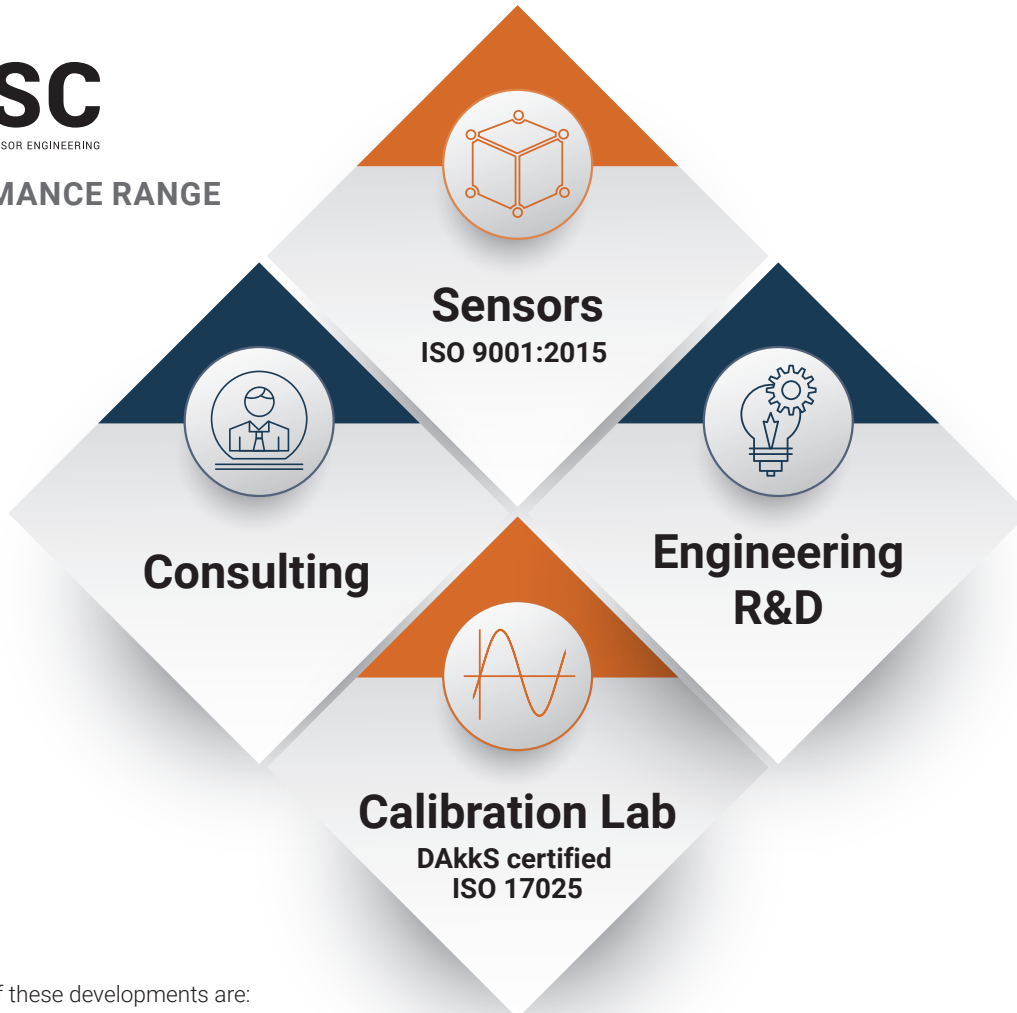 SC
SOR ENGINEERING
MANCE RANGE
Sensors
ISO 9001:2015
Consulting
Engineering
R&D
Calibration Lab
DAkkS certified
ISO 17025
f these developments are: